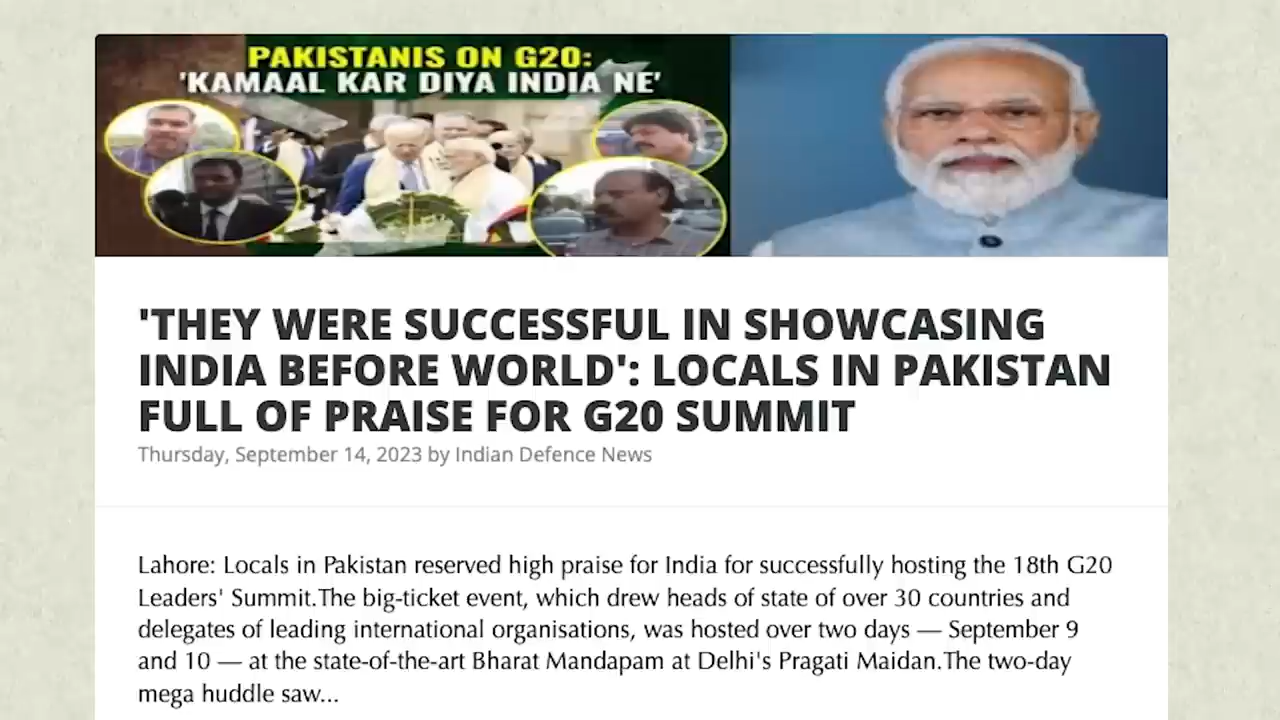 PAKISTANIS ON G20:
'KAMAAL KAR DIYA INDIA NE'
'THEY WERE SUCCESSFUL IN SHOWCASING
INDIA BEFORE WORLD': LOCALS IN PAKISTAN
FULL OF PRAISE FOR G20 SUMMIT
Thursday, September 14, 2023 by Indian Defence News
Lahore: Locals in Pakistan reserved high praise for India for successfully hosting the 18th G20
Leaders' Summit.The big-ticket event, which drew heads of state of over 30 countries and
delegates of leading international organisations, was hosted over two days — September 9
and 10 — at the state-of-the-art Bharat Mandapam at Delhi's Pragati Maidan.The two-day
mega huddle saw...